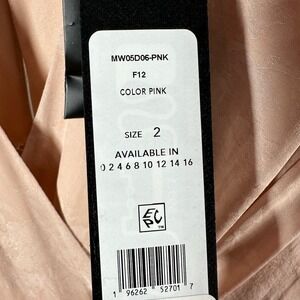 MW05D06-PNK
F12
COLOR PINK
SIZE 2
AVAILABLE IN
0 2 4 6 8 10 12 14 16
EPC™
1 96262 52701 7